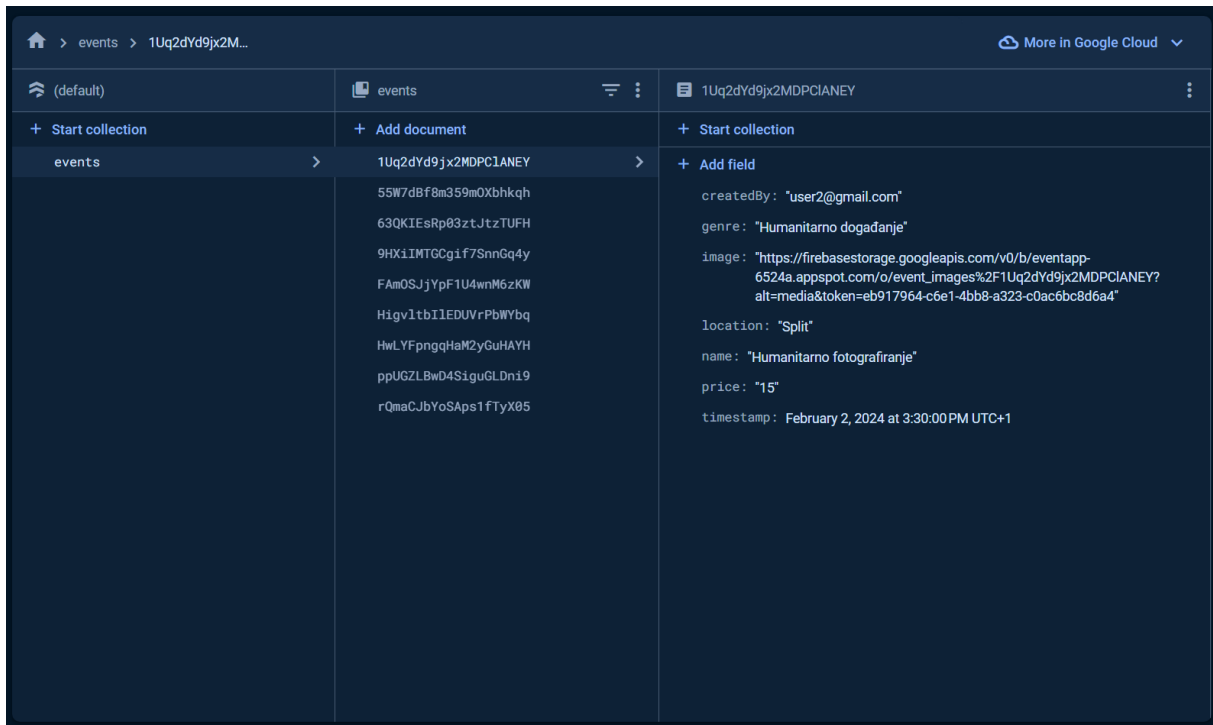 events
1Uq2dYd9jx2M…
More in Google Cloud
(default)
events
1Uq2dYd9jx2MDPClANEY
+ Start collection
+ Add document
+ Start collection
events
1Uq2dYd9jx2MDPClANEY
55W7dBf8m359mOXbhkqh
63QKIEsRp03ztJtzTUFH
9HXiIMTGCgif7SnnGq4y
FAmOSJjYpF1U4wnM6zKW
HigvltbIlEDUVrPbWYbq
HwLYFpngqHaM2yGuHAYH
ppUGZLBwD4SiguGLDni9
rQmaCJbYoSAps1fTyX05
+ Add field
createdBy: "user2@gmail.com"
genre: "Humanitarno događanje"
image: "https://firebasestorage.googleapis.com/v0/b/eventapp-
6524a.appspot.com/o/event_images%2F1Uq2dYd9jx2MDPClANEY?
alt=media&token=eb917964-c6e1-4bb8-a323-c0ac6bc8d6a4"
location: "Split"
name: "Humanitarno fotografiranje"
price: "15"
timestamp: February 2, 2024 at 3:30:00 PM UTC+1